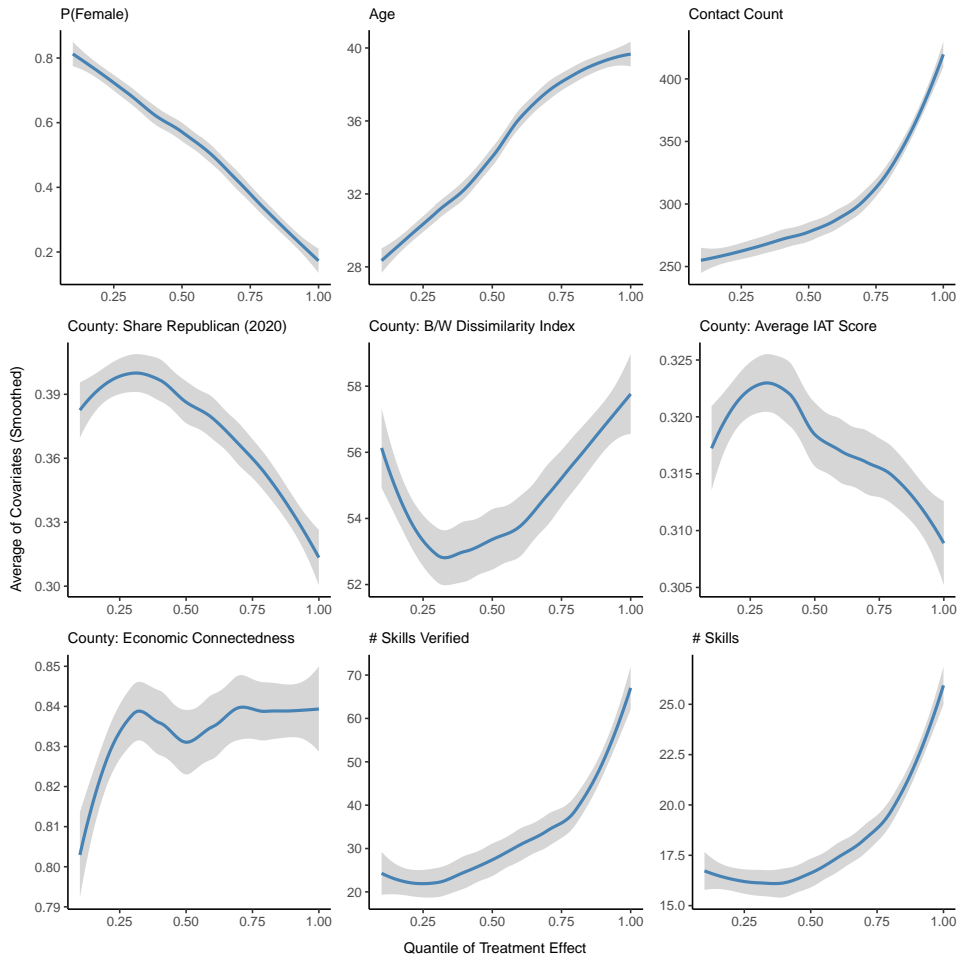 P(Female)
Age
Contact Count
0.8
0.6
0.4
0.2
0.25 0.50 0.75 1.00
40
36
32
28
0.25 0.50 0.75 1.00
400
350
300
250
0.25 0.50 0.75 1.00
County: Share Republican (2020)
County: B/W Dissimilarity Index
County: Average IAT Score
Average of Covariates (Smoothed)
0.39
0.36
0.33
0.30
0.25 0.50 0.75 1.00
58
56
54
52
0.25 0.50 0.75 1.00
0.325
0.320
0.315
0.310
0.305
0.25 0.50 0.75 1.00
County: Economic Connectedness
# Skills Verified
# Skills
0.85
0.84
0.83
0.82
0.81
0.80
0.79
0.25 0.50 0.75 1.00
70
60
50
40
30
20
0.25 0.50 0.75 1.00
25.0
22.5
20.0
17.5
15.0
0.25 0.50 0.75 1.00
Quantile of Treatment Effect